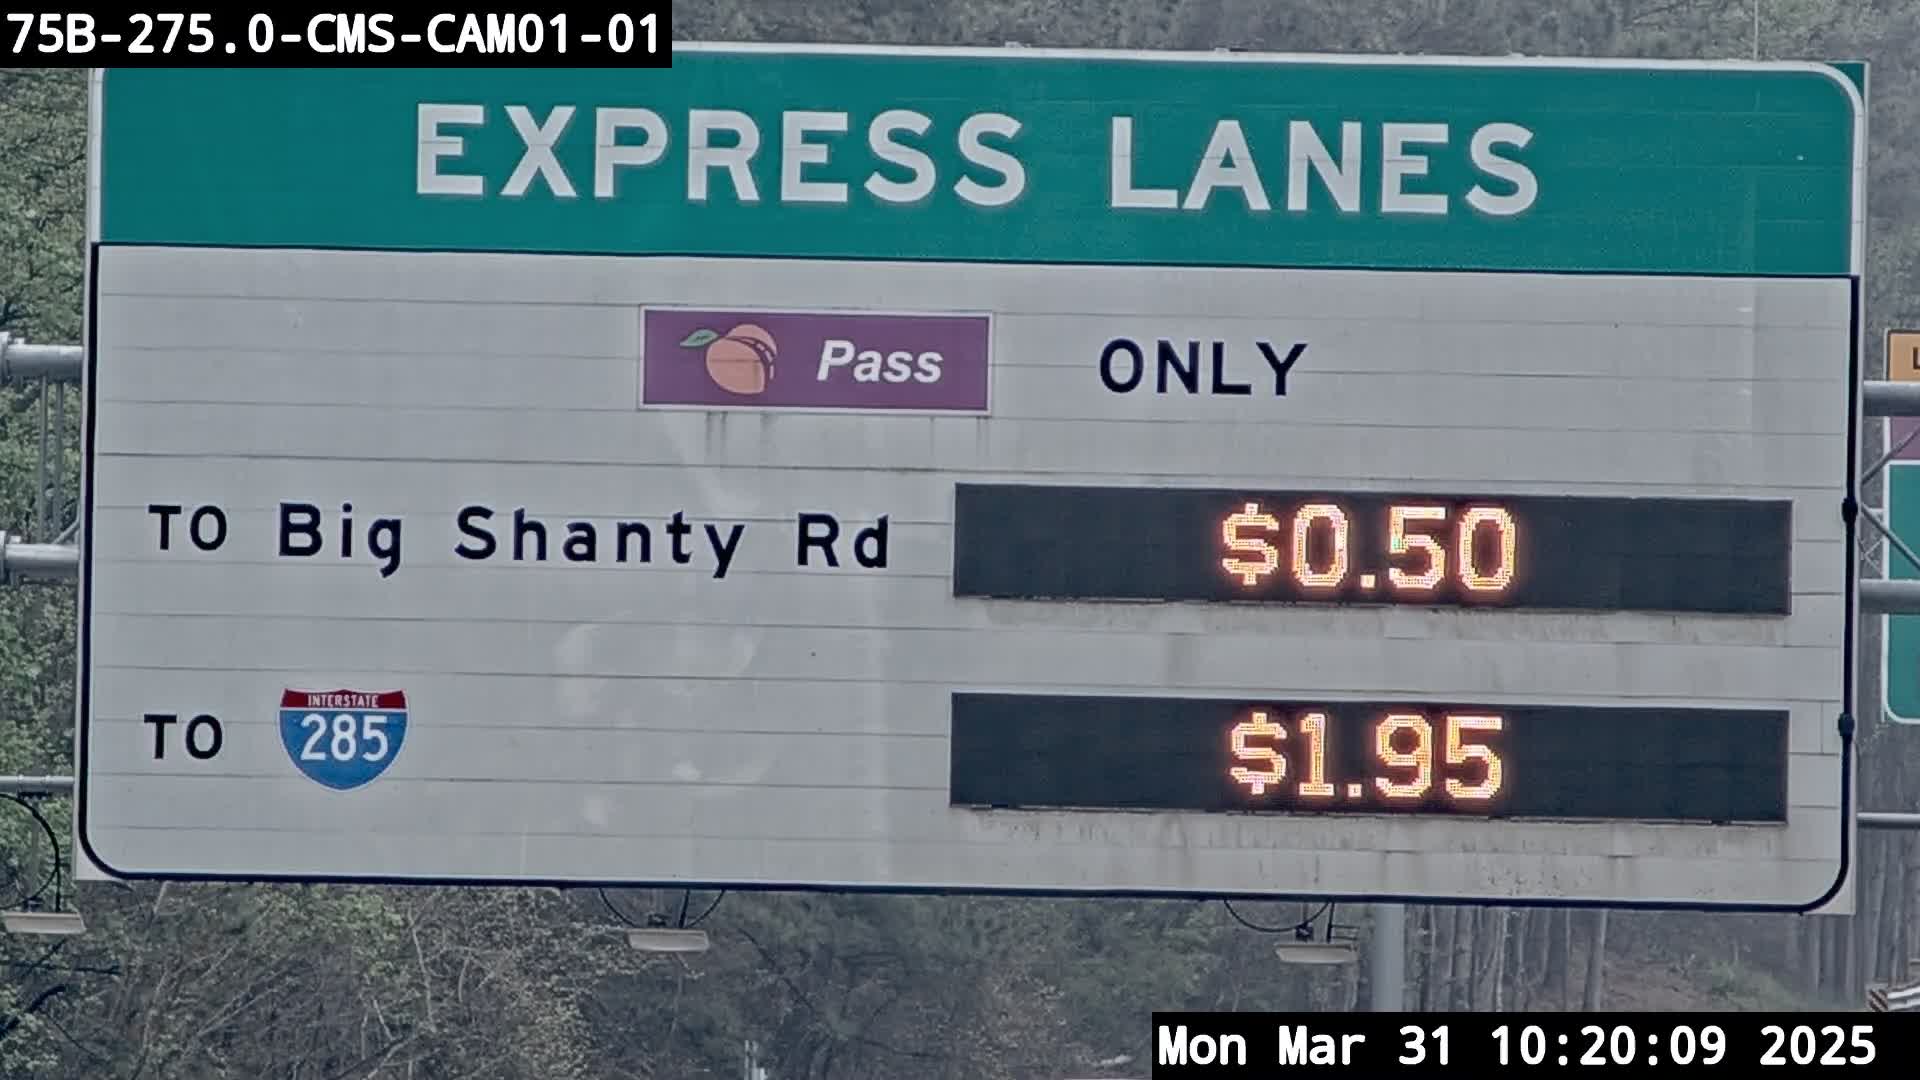 75B-275.0-CMS-CAM01-01
EXPRESS LANES
Pass ONLY
TO Big Shanty Rd $0.50
TO INTERSTATE 285 $1.95
Mon Mar 31 10:20:09 2025